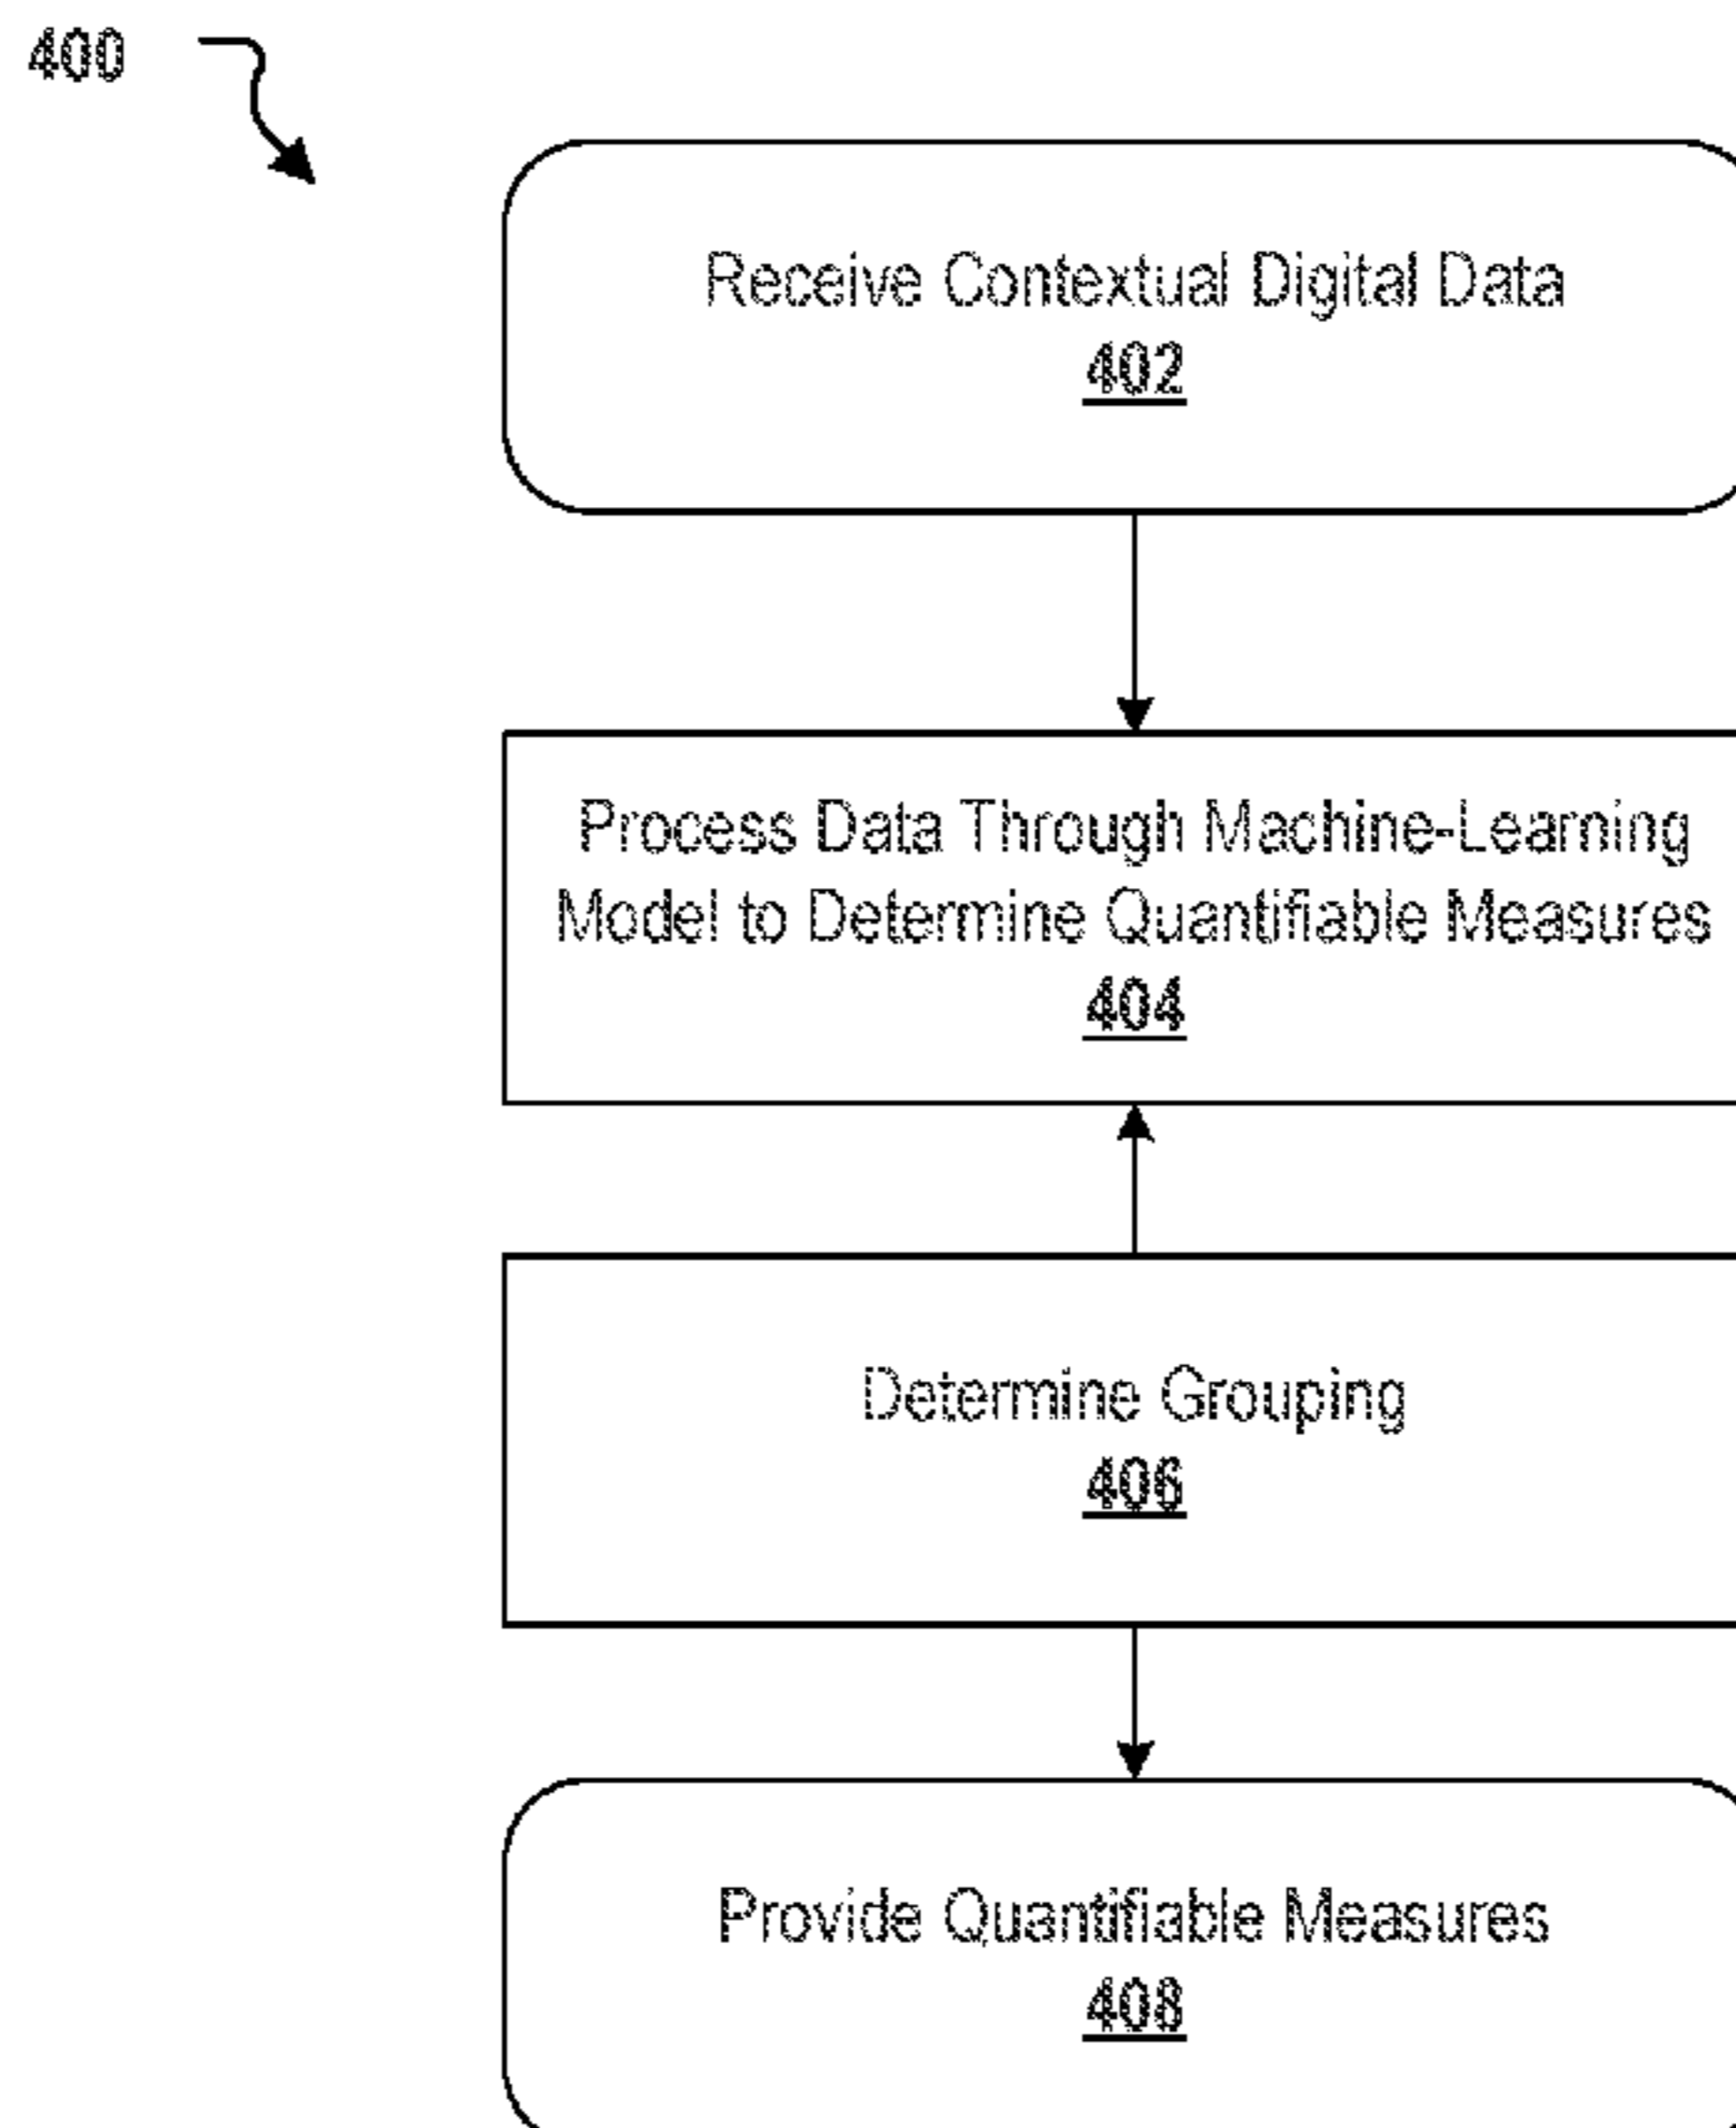 400
Receive Contextual Digital Data
402
Process Data Through Machine-Learning
Model to Determine Quantifiable Measures
404
Determine Grouping
406
Provide Quantifiable Measures
408